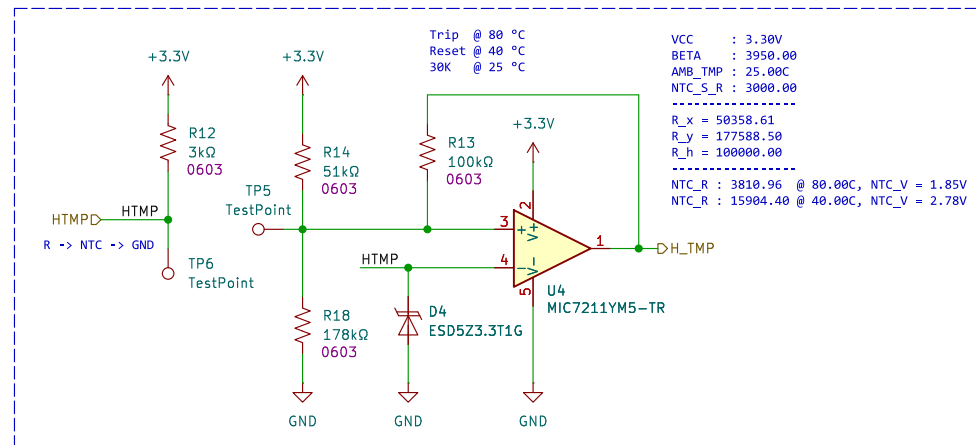 Trip  @ 80 °C
Reset @ 40 °C
30K   @ 25 °C
VCC     : 3.30V
BETA    : 3950.00
AMB_TMP : 25.00C
NTC_S_R : 3000.00
----------------
R_x = 50358.61
R_y = 177588.50
R_h = 100000.00
----------------
NTC_R : 3810.96  @ 80.00C, NTC_V = 1.85V
NTC_R : 15904.40 @ 40.00C, NTC_V = 2.78V
+3.3V
+3.3V
+3.3V
R12
3kΩ
0603
R14
51kΩ
0603
R13
100kΩ
0603
TP5
TestPoint
HTMP
HTMP
R -> NTC -> GND
TP6
TestPoint
HTMP
3
4
2
5
1
+
-
V+
V-
H_TMP
U4
MIC7211YM5-TR
D4
ESD5Z3.3T1G
R18
178kΩ
0603
GND
GND
GND